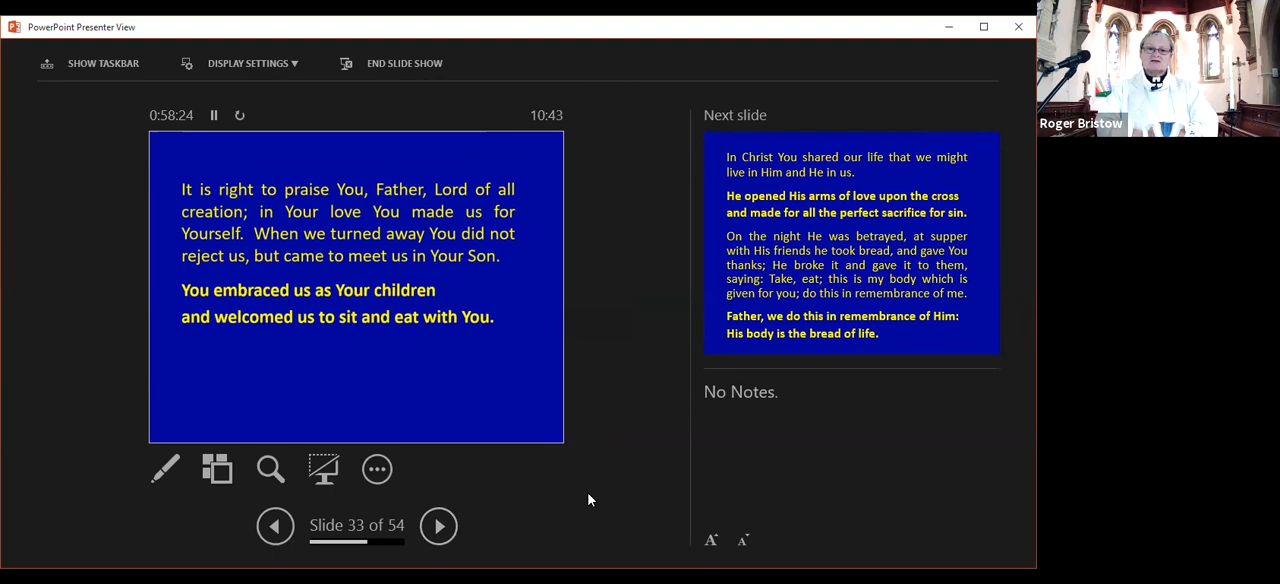 PowerPoint Presenter View
SHOW TASKBAR
DISPLAY SETTINGS ▼
END SLIDE SHOW
0:58:24
10:43
It is right to praise You, Father, Lord of all
creation; in Your love You made us for
Yourself. When we turned away You did not
reject us, but came to meet us in Your Son.
You embraced us as Your children
and welcomed us to sit and eat with You.
Slide 33 of 54
Next slide
In Christ You shared our life that we might
live in Him and He in us.
He opened His arms of love upon the cross
and made for all the perfect sacrifice for sin.
On the night He was betrayed, at supper
with His friends he took bread, and gave You
thanks; He broke it and gave it to them,
saying: Take, eat; this is my body which is
given for you; do this in remembrance of me.
Father, we do this in remembrance of Him:
His body is the bread of life.
No Notes.
A A
Roger Bristow